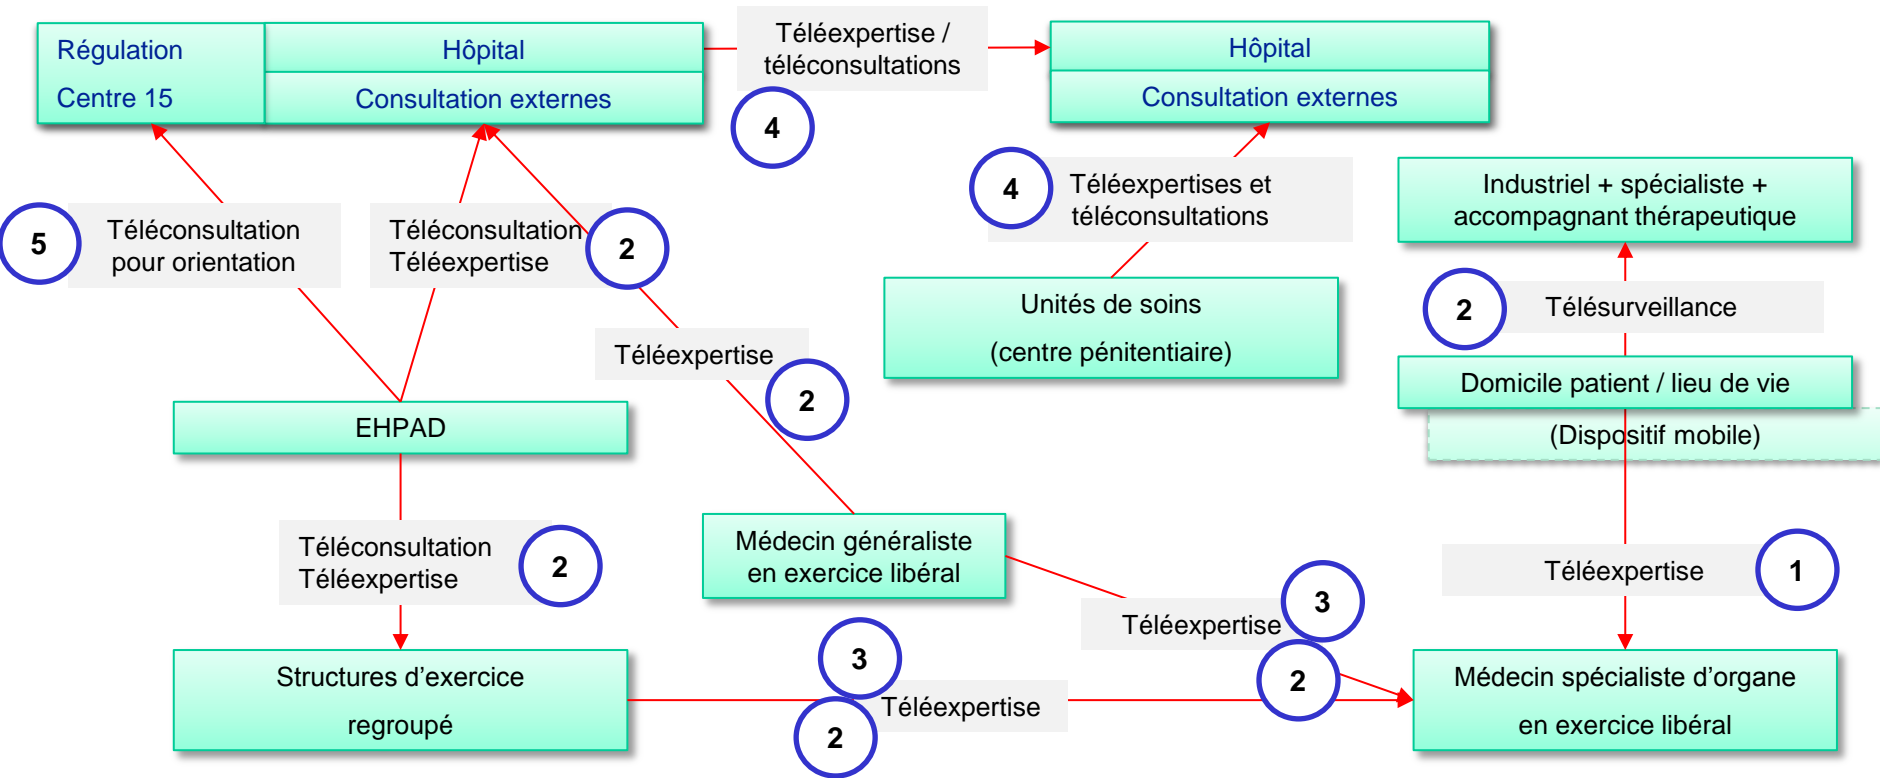 Régulation
Centre 15
Hôpital
Consultation externes
Téléexpertise /
téléconsultations
4
Hôpital
Consultation externes
5
Téléconsultation
pour orientation
Téléconsultation
Téléexpertise
2
4
Téléexpertises et
téléconsultations
Industriel + spécialiste +
accompagnant thérapeutique
Unités de soins
(centre pénitentiaire)
2
Télésurveillance
Téléexpertise
2
Domicile patient / lieu de vie
(Dispositif mobile)
EHPAD
Téléconsultation
Téléexpertise
2
Médecin généraliste
en exercice libéral
Téléexpertise
1
Téléexpertise
3
2
Structures d’exercice
regroupé
3
2
Téléexpertise
Médecin spécialiste d’organe
en exercice libéral